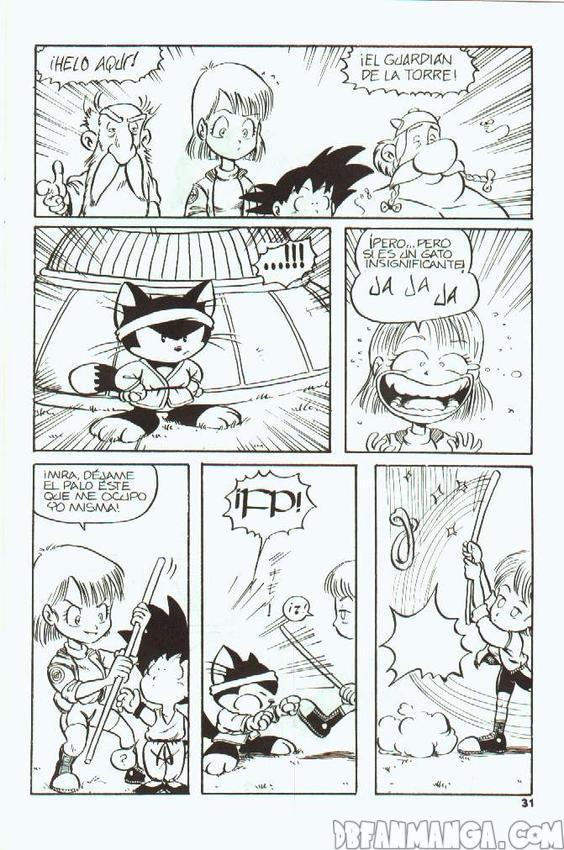 ¡HELO AQUÍ!
¡EL GUARDIÁN
DE LA TORRE!
....!!!!
¡PERO...PERO
SI ES UN GATO
INSIGNIFICANTE!
JA JA JA
¡MIRA, DÉJAME
EL PALO ÉSTE
QUE ME OCUPO
YO MISMA!
?
¡FP!
!
31
DBFANMANGA.COM